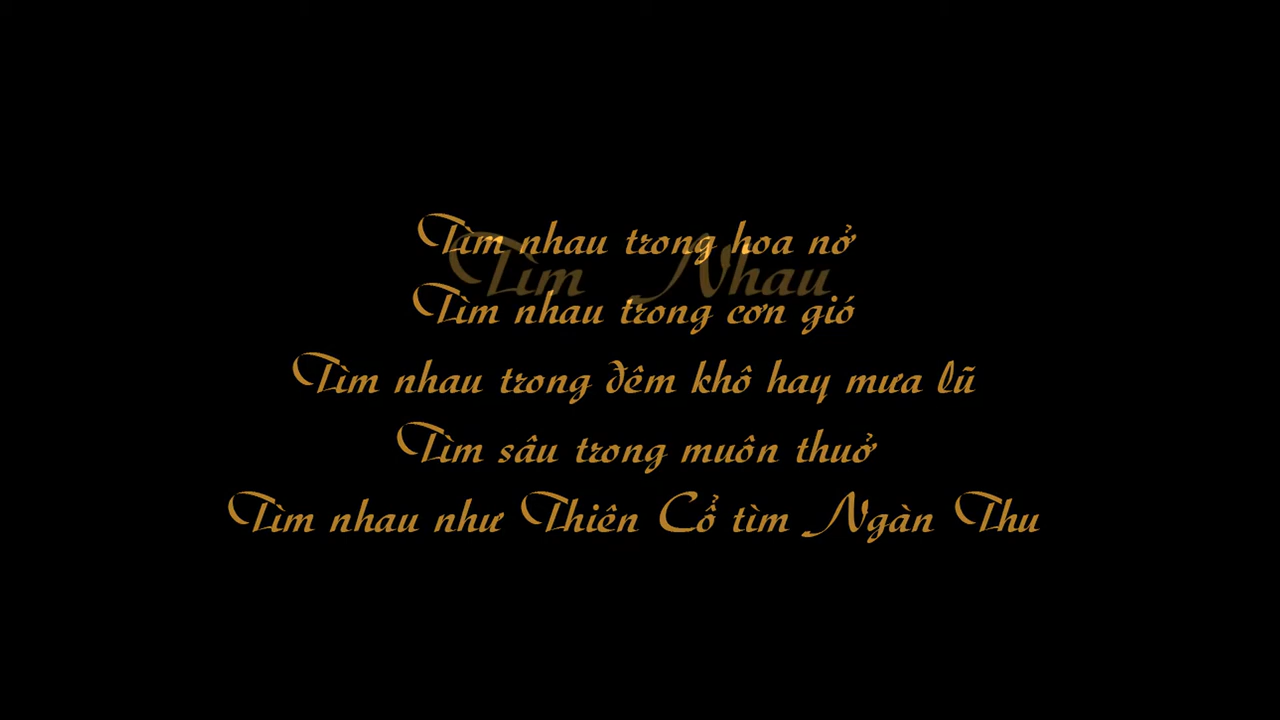 Tìm nhau trong hoa nở
Tìm Nhau
Tìm nhau trong cơn gió
Tìm nhau trong đêm khô hay mưa lũ
Tìm sâu trong muôn thuở
Tìm nhau như Thiên Cổ tìm Ngàn Thu